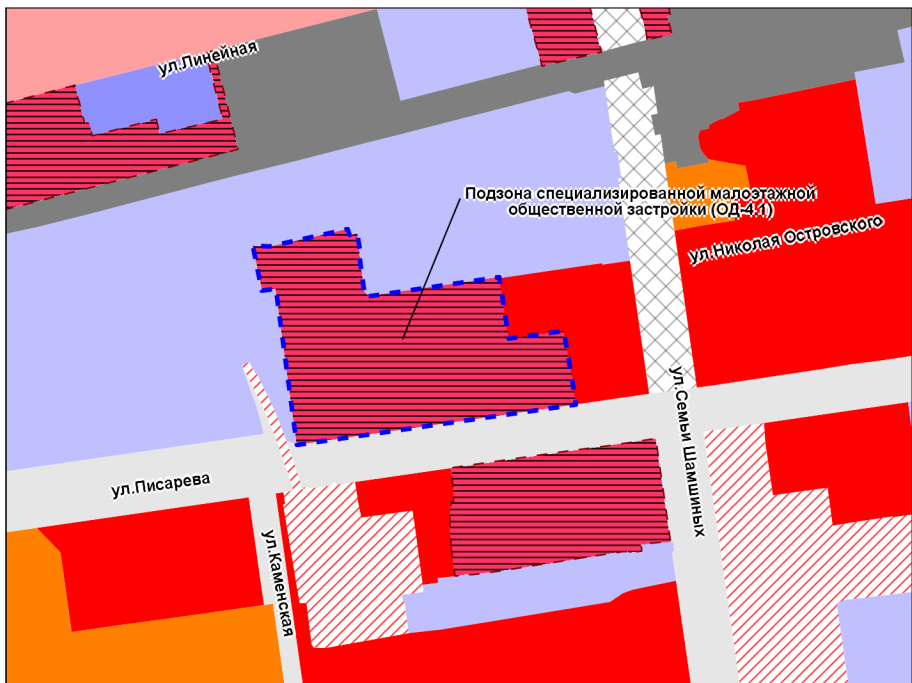 ул.Линейная
Подзона специализированной малоэтажной
общественной застройки (ОД-4.1)
ул.Николая Островского
ул.Семьи Шамшиных
ул.Писарева
ул.Каменская